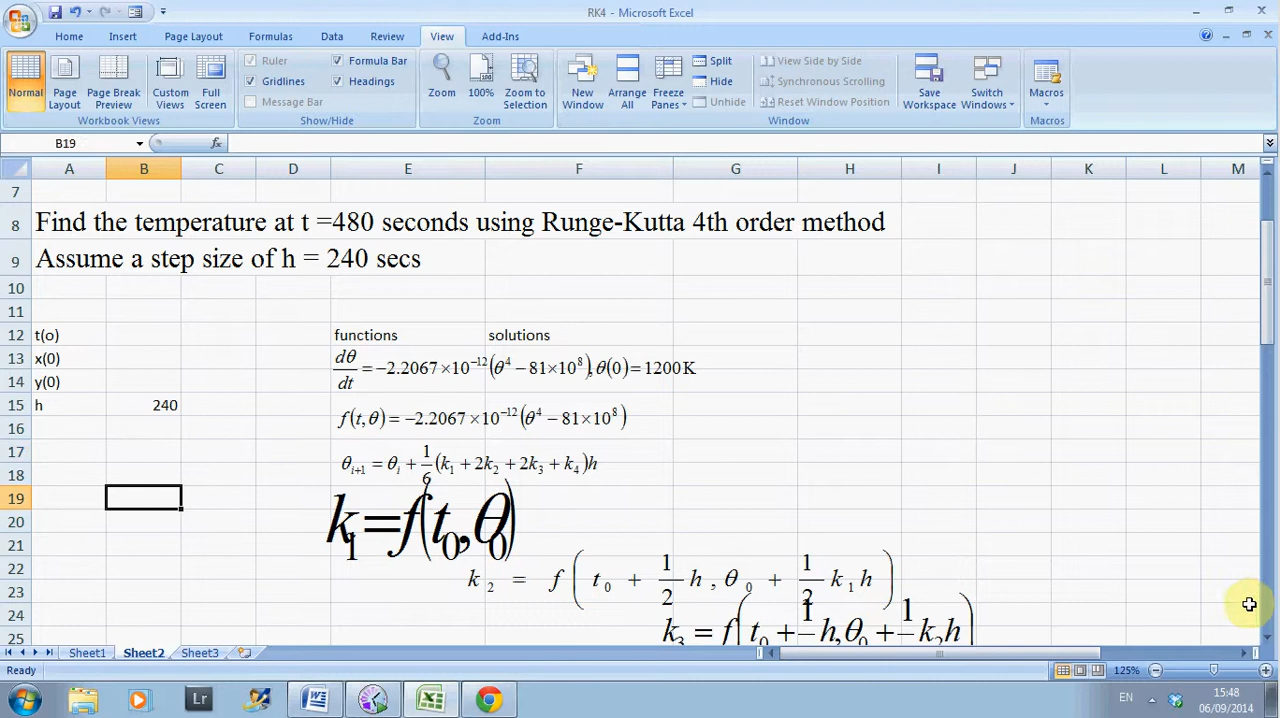 RK4 - Microsoft Excel
Home Insert Page Layout Formulas Data Review View Add-Ins
Normal Page Layout Page Break Preview Custom Views Full Screen
Workbook Views
Ruler Formula Bar
Gridlines Headings
Message Bar
Show/Hide
Zoom 100% Zoom to Selection
Zoom
New Window Arrange All Freeze Panes
Split View Side by Side
Hide Synchronous Scrolling
Unhide Reset Window Position
Save Workspace Switch Windows
Window
Macros
Macros
B19 fx
A B C D E F G H I J K L M
7
8 Find the temperature at t =480 seconds using Runge-Kutta 4th order method
9 Assume a step size of h = 240 secs
10
11
12 t(o) functions solutions
13 x(0) dθ/dt = −2.2067×10⁻¹²(θ⁴ − 81×10⁸), θ(0) = 1200K
14 y(0)
15 h 240
16 f(t,θ) = −2.2067×10⁻¹²(θ⁴ − 81×10⁸)
17 θᵢ₊₁ = θᵢ + 1/6 (k₁ + 2k₂ + 2k₃ + k₄)h
18
19
20 k₁=f(t₀,θ₀)
21
22 k₂ = f(t₀ + 1/2 h, θ₀ + 1/2 k₁h)
23
24 k₃ = f(t₀ + 1 h, θ₀ + 1 k₂h)
25
Sheet1 Sheet2 Sheet3
Ready 125%
Lr EN 15:48
06/09/2014